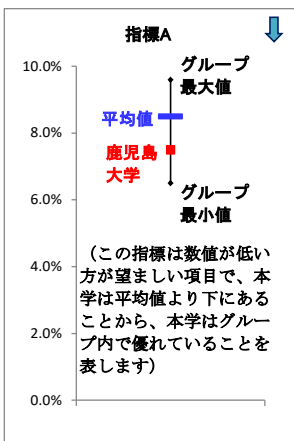 指標A
10.0%
8.0%
6.0%
4.0%
2.0%
0.0%
グループ
最大値
平均値
鹿児島
大学
グループ
最小値
（この指標は数値が低い
方が望ましい項目で、本
学は平均値より下にある
ことから、本学はグルー
プ内で優れていることを
表します）